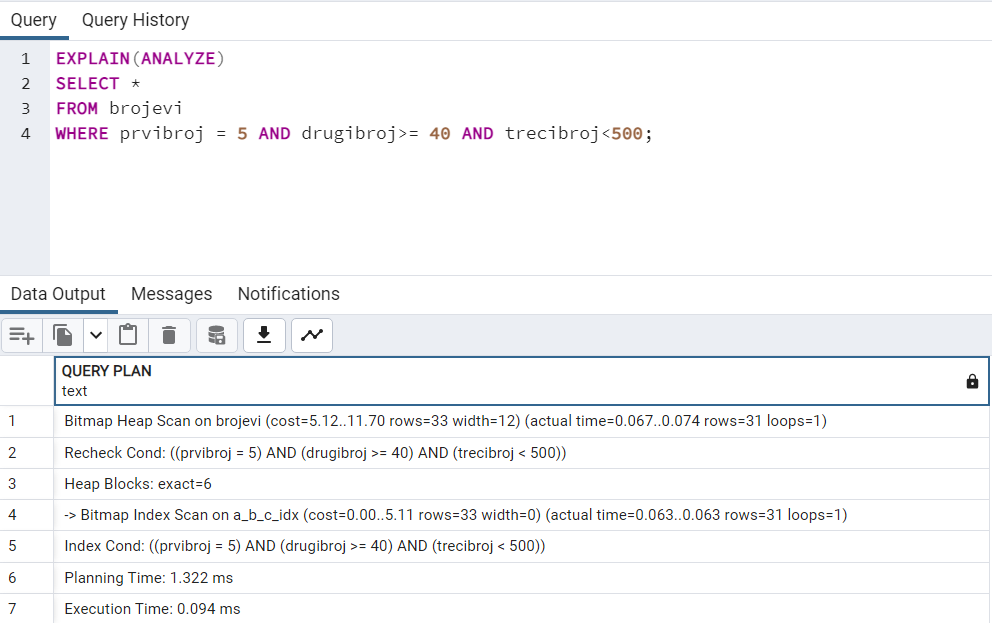 Query Query History
1 EXPLAIN(ANALYZE)
2 SELECT *
3 FROM brojevi
4 WHERE prvibroj = 5 AND drugibroj>= 40 AND trecibroj<500;
Data Output Messages Notifications
QUERY PLAN
text
1 Bitmap Heap Scan on brojevi (cost=5.12..11.70 rows=33 width=12) (actual time=0.067..0.074 rows=31 loops=1)
2 Recheck Cond: ((prvibroj = 5) AND (drugibroj >= 40) AND (trecibroj < 500))
3 Heap Blocks: exact=6
4 -> Bitmap Index Scan on a_b_c_idx (cost=0.00..5.11 rows=33 width=0) (actual time=0.063..0.063 rows=31 loops=1)
5 Index Cond: ((prvibroj = 5) AND (drugibroj >= 40) AND (trecibroj < 500))
6 Planning Time: 1.322 ms
7 Execution Time: 0.094 ms